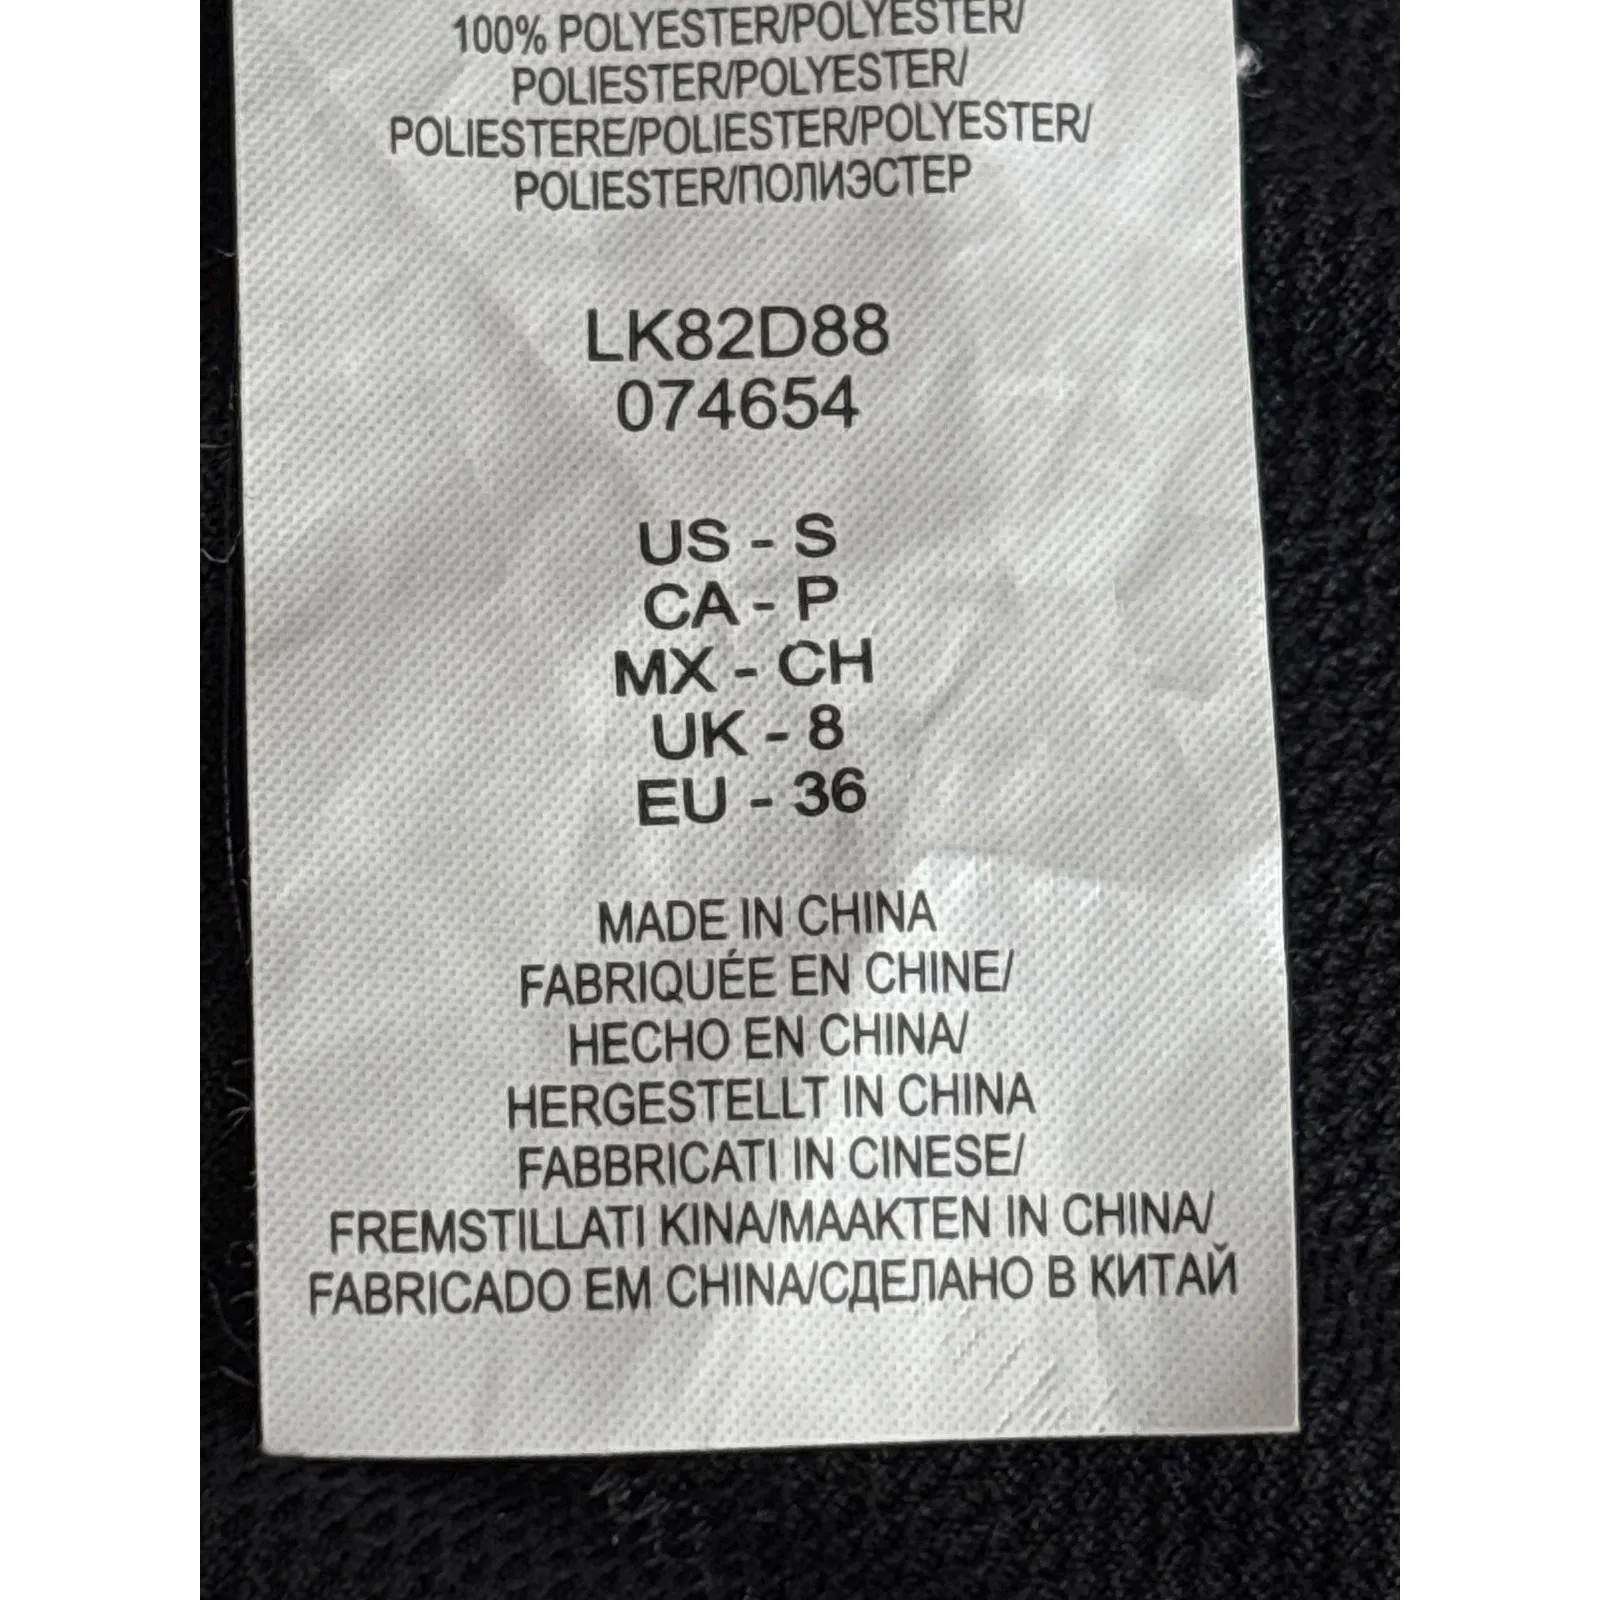 100% POLYESTER/POLYESTER/
POLIESTER/POLYESTER/
POLIESTERE/POLIESTER/POLYESTER/
POLIESTER/ПОЛИЭСТЕР
LK82D88
074654
US - S
CA - P
MX - CH
UK - 8
EU - 36
MADE IN CHINA
FABRIQUÉE EN CHINE/
HECHO EN CHINA/
HERGESTELLT IN CHINA
FABBRICATI IN CINESE/
FREMSTILLATI KINA/MAAKTEN IN CHINA/
FABRICADO EM CHINA/СДЕЛАНО В КИТАЙ